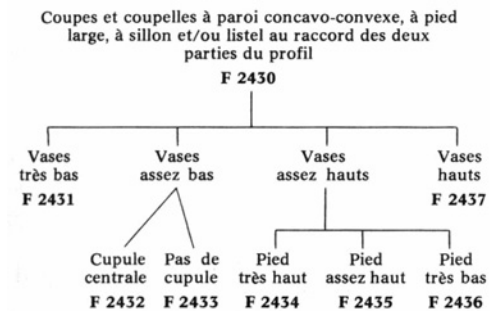 Coupes et coupelles à paroi concavo-convexe, à pied
large, à sillon et/ou listel au raccord des deux
parties du profil
F 2430
Vases
très bas
F 2431
Vases
assez bas
Vases
assez hauts
Vases
hauts
F 2437
Cupule
centrale
F 2432
Pas de
cupule
F 2433
Pied
très haut
F 2434
Pied
assez haut
F 2435
Pied
très bas
F 2436